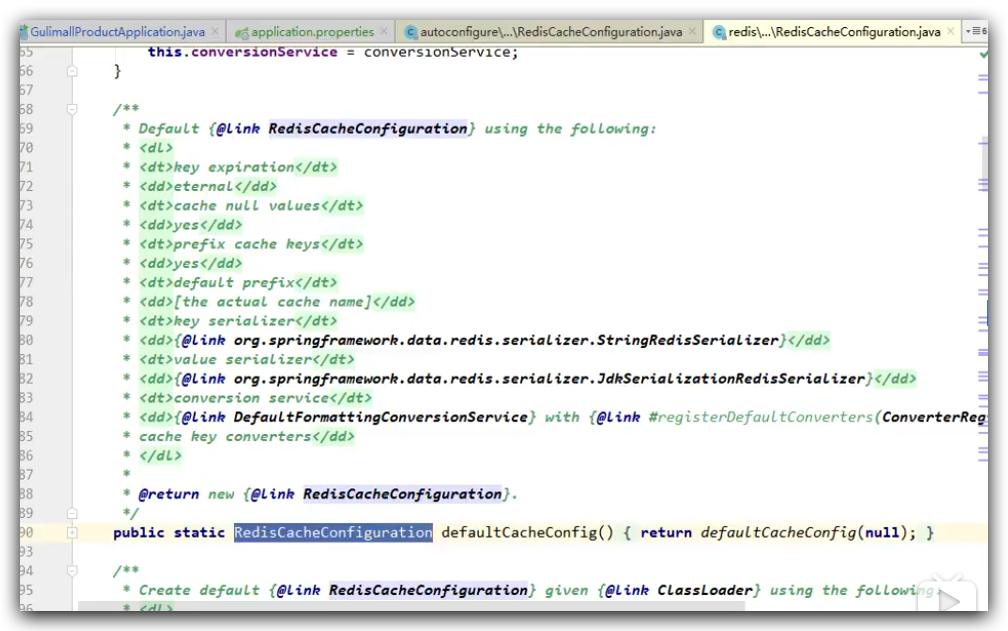 GulimallProductApplication.java × application.properties × autoconfigure\...\RedisCacheConfiguration.java × redis\...\RedisCacheConfiguration.java ×
65 this.conversionService = conversionService;
66 }
67
68 /**
69 * Default {@link RedisCacheConfiguration} using the following:
70 * <dl>
71 * <dt>key expiration</dt>
72 * <dd>eternal</dd>
73 * <dt>cache null values</dt>
74 * <dd>yes</dd>
75 * <dt>prefix cache keys</dt>
76 * <dd>yes</dd>
77 * <dt>default prefix</dt>
78 * <dd>[the actual cache name]</dd>
79 * <dt>key serializer</dt>
80 * <dd>{@link org.springframework.data.redis.serializer.StringRedisSerializer}</dd>
81 * <dt>value serializer</dt>
82 * <dd>{@link org.springframework.data.redis.serializer.JdkSerializationRedisSerializer}</dd>
83 * <dt>conversion service</dt>
84 * <dd>{@link DefaultFormattingConversionService} with {@link #registerDefaultConverters(ConverterReg
85 * cache key converters</dd>
86 * </dl>
87 *
88 * @return new {@link RedisCacheConfiguration}.
89 */
90 public static RedisCacheConfiguration defaultCacheConfig() { return defaultCacheConfig(null); }
93
94 /**
95 * Create default {@link RedisCacheConfiguration} given {@link ClassLoader} using the following:
96 * <dl>